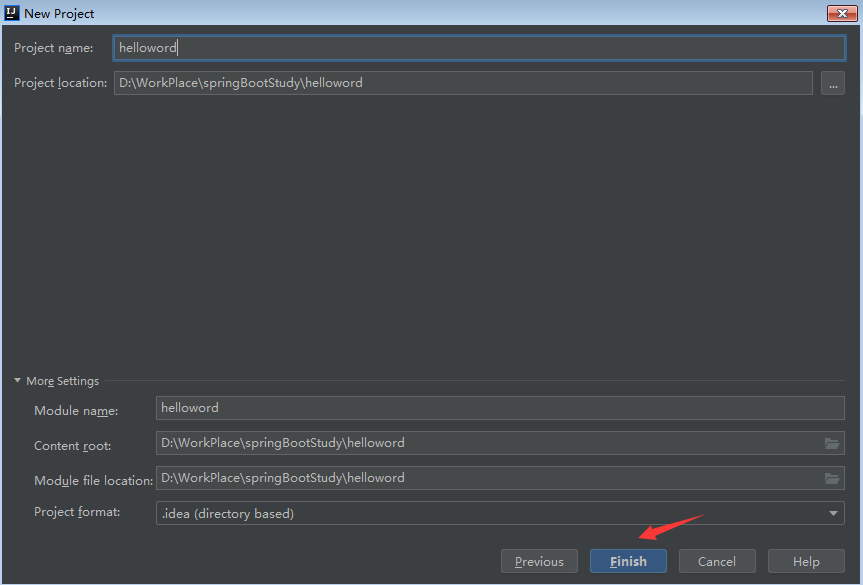 IJ New Project
Project name: helloword
Project location: D:\WorkPlace\springBootStudy\helloword ...
More Settings
Module name: helloword
Content root: D:\WorkPlace\springBootStudy\helloword
Module file location: D:\WorkPlace\springBootStudy\helloword
Project format: .idea (directory based)
Previous Finish Cancel Help